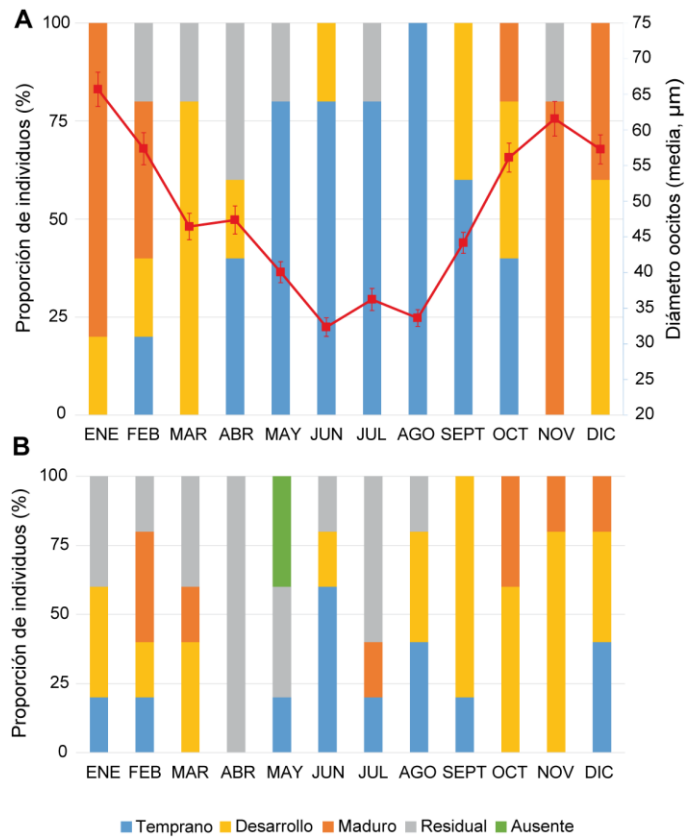 A
Proporción de individuos (%)
100
75
50
25
0
75
70
65
60
55
50
45
40
35
30
25
20
Diámetro oocitos (media, µm)
ENE FEB MAR ABR MAY JUN JUL AGO SEPT OCT NOV DIC
B
Proporción de individuos (%)
100
75
50
25
0
ENE FEB MAR ABR MAY JUN JUL AGO SEPT OCT NOV DIC
Temprano Desarrollo Maduro Residual Ausente